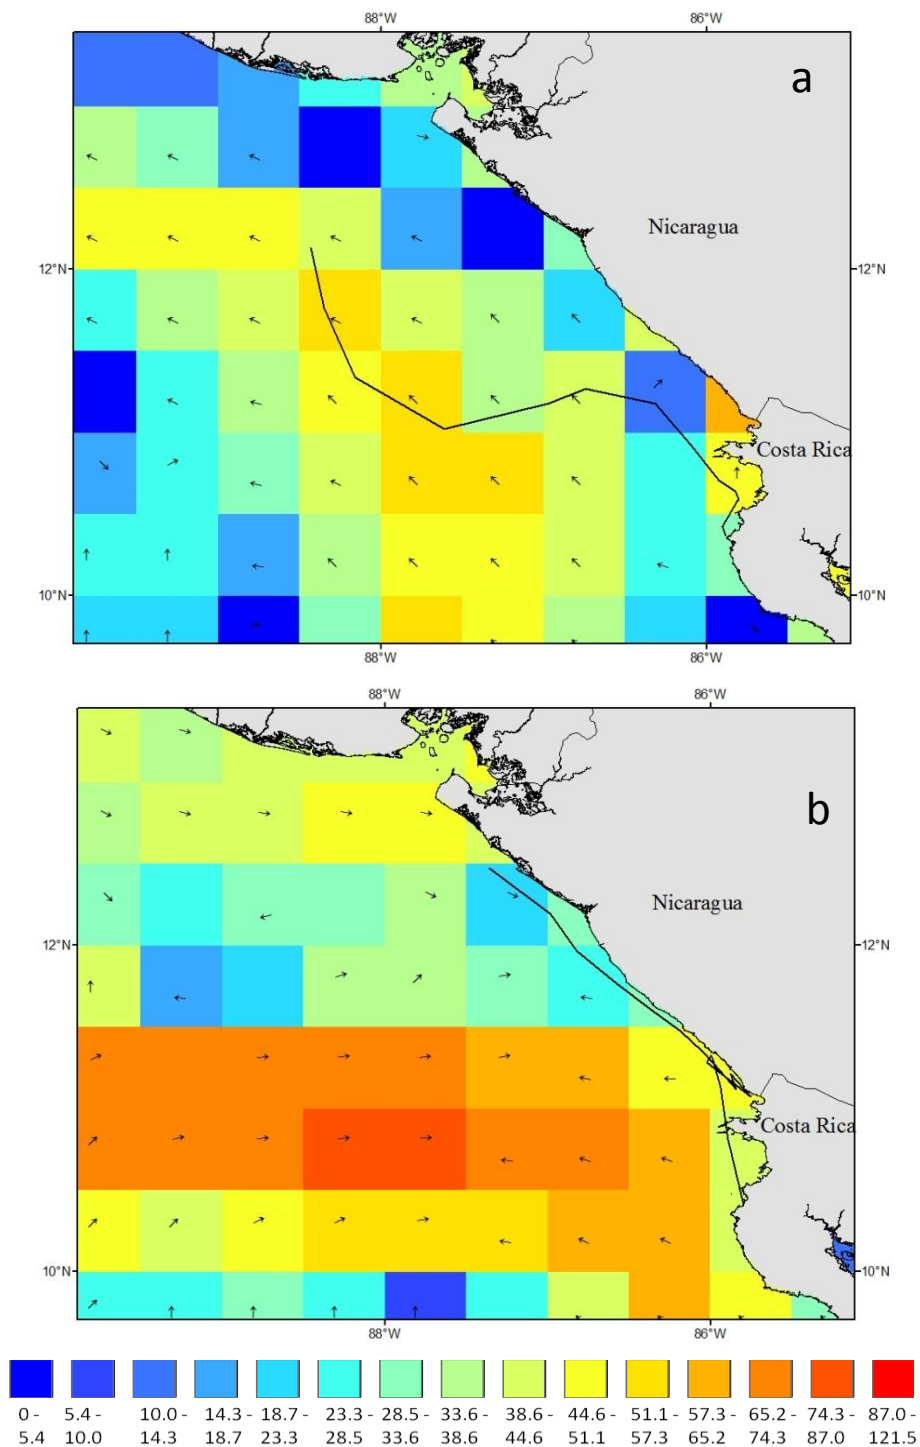 88°W 86°W
a
Nicaragua
12°N 12°N
Costa Rica
10°N 10°N
88°W 86°W
88°W 86°W
b
Nicaragua
12°N 12°N
Costa Rica
10°N 10°N
88°W 86°W
0 - 5.4 - 10.0 - 14.3 - 18.7 - 23.3 - 28.5 - 33.6 - 38.6 - 44.6 - 51.1 - 57.3 - 65.2 - 74.3 - 87.0 -
5.4 10.0 14.3 18.7 23.3 28.5 33.6 38.6 44.6 51.1 57.3 65.2 74.3 87.0 121.5